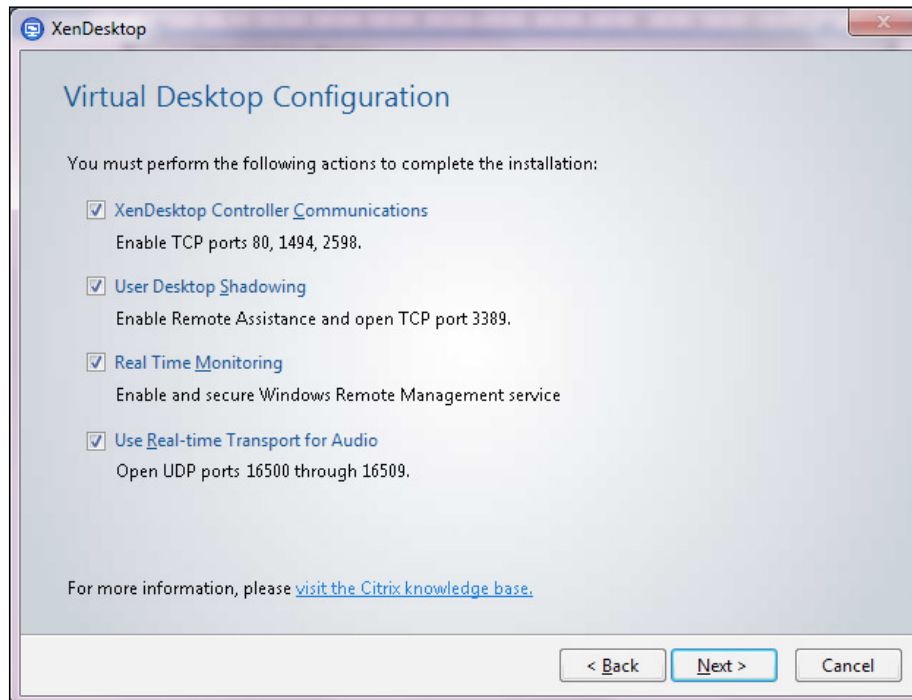 XenDesktop
Virtual Desktop Configuration
You must perform the following actions to complete the installation:
XenDesktop Controller Communications
Enable TCP ports 80, 1494, 2598.
User Desktop Shadowing
Enable Remote Assistance and open TCP port 3389.
Real Time Monitoring
Enable and secure Windows Remote Management service
Use Real-time Transport for Audio
Open UDP ports 16500 through 16509.
For more information, please visit the Citrix knowledge base.
< Back Next > Cancel